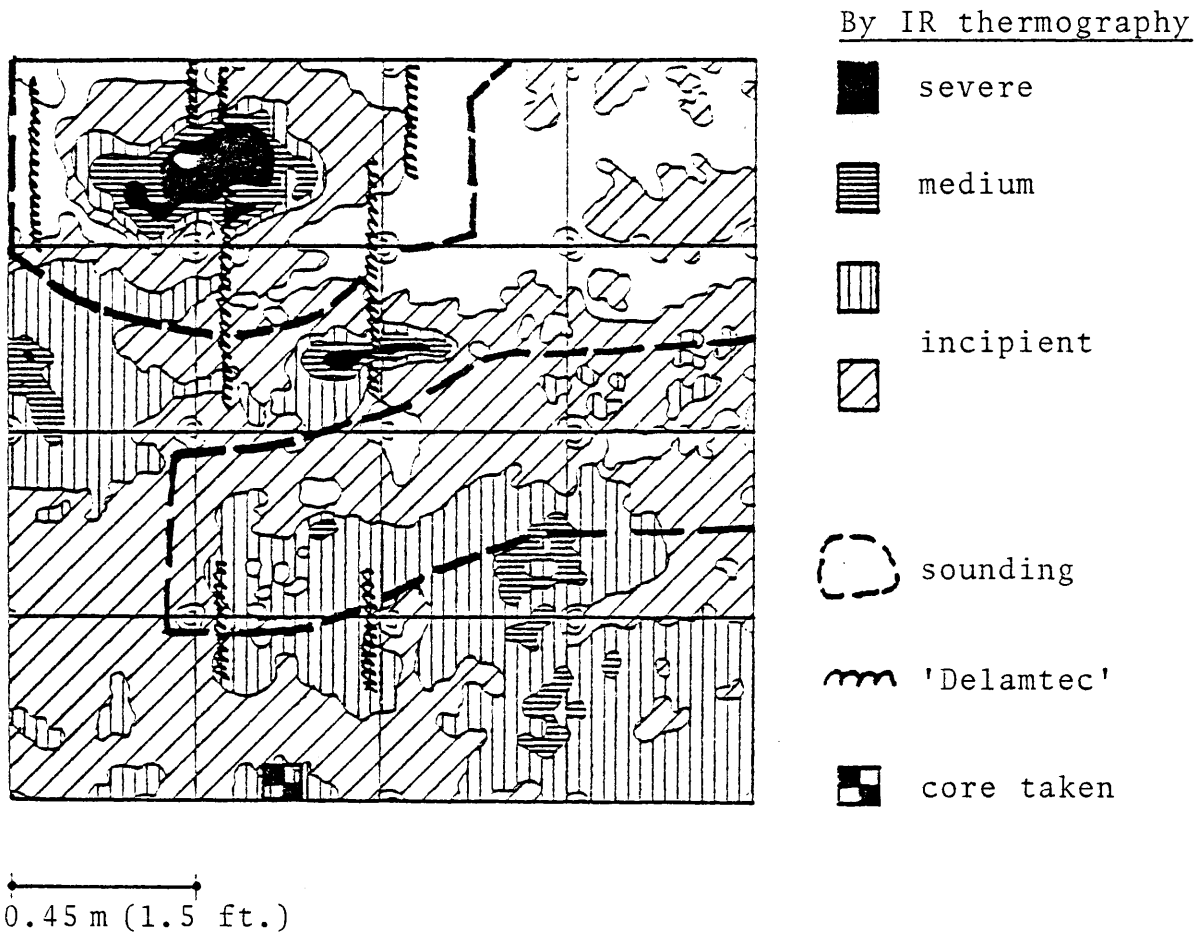 By IR thermography
severe
medium
incipient
sounding
'Delamtec'
core taken
0.45 m (1.5 ft.)